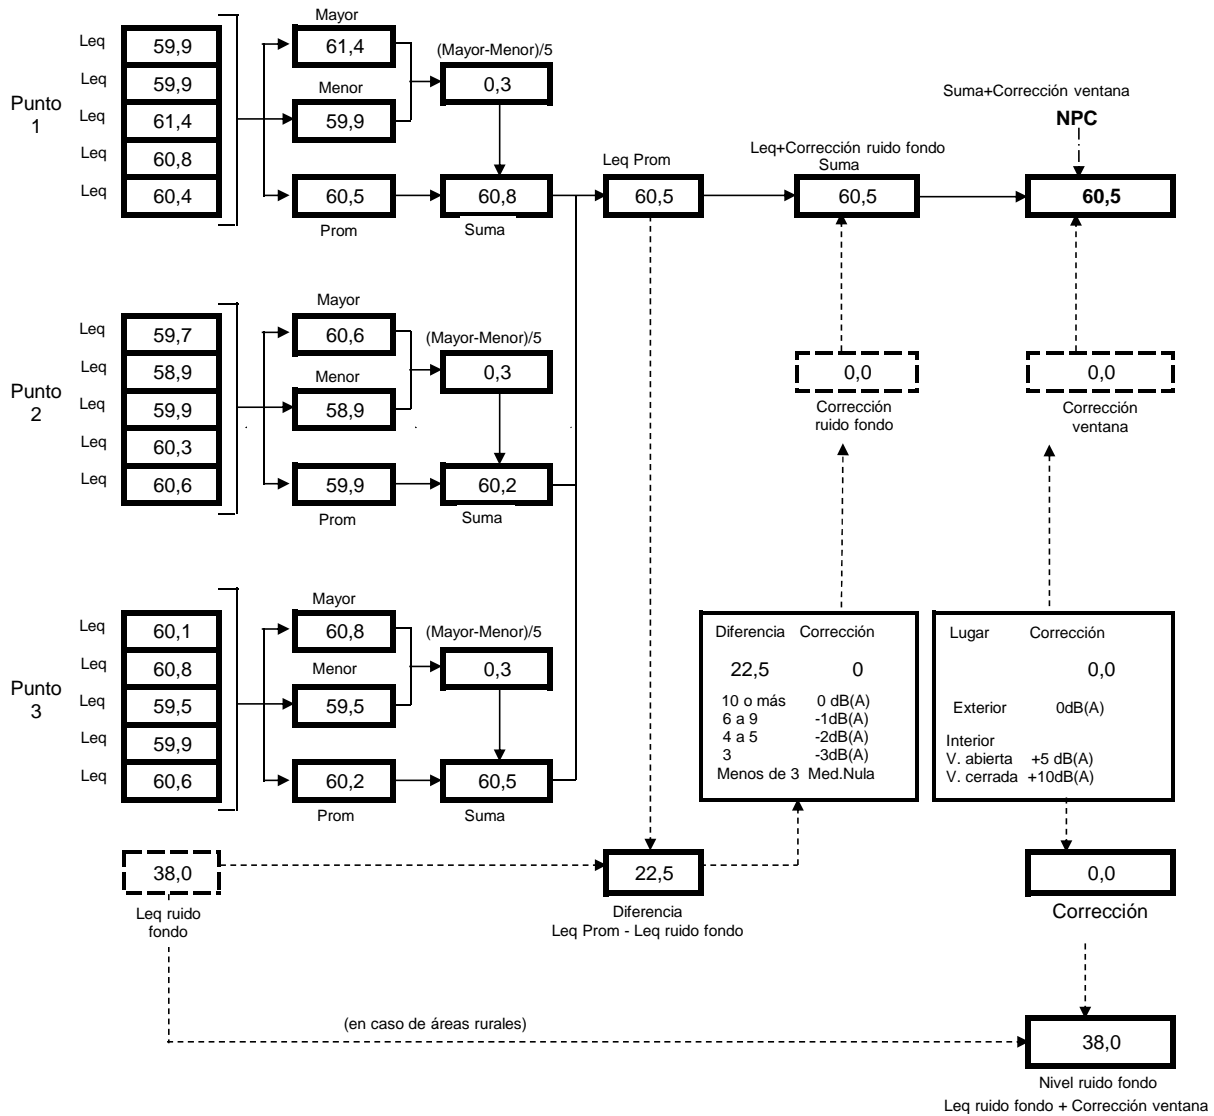 Punto
1
Leq 59,9
Leq 59,9
Leq 61,4
Leq 60,8
Leq 60,4
Mayor
61,4
Menor
59,9
60,5
Prom
(Mayor-Menor)/5
0,3
60,8
Suma
Leq Prom
60,5
Leq+Corrección ruido fondo
Suma
60,5
Suma+Corrección ventana
NPC
60,5
Punto
2
Leq 59,7
Leq 58,9
Leq 59,9
Leq 60,3
Leq 60,6
Mayor
60,6
Menor
58,9
59,9
Prom
(Mayor-Menor)/5
0,3
60,2
Suma
0,0
Corrección
ruido fondo
0,0
Corrección
ventana
Punto
3
Leq 60,1
Leq 60,8
Leq 59,5
Leq 59,9
Leq 60,6
Mayor
60,8
Menor
59,5
60,2
Prom
(Mayor-Menor)/5
0,3
60,5
Suma
Diferencia Corrección
22,5 0
10 o más 0 dB(A)
6 a 9 -1dB(A)
4 a 5 -2dB(A)
3 -3dB(A)
Menos de 3 Med.Nula
Lugar Corrección
0,0
Exterior 0dB(A)
Interior
V. abierta +5 dB(A)
V. cerrada +10dB(A)
38,0
Leq ruido
fondo
22,5
Diferencia
Leq Prom - Leq ruido fondo
0,0
Corrección
(en caso de áreas rurales)
38,0
Nivel ruido fondo
Leq ruido fondo + Corrección ventana